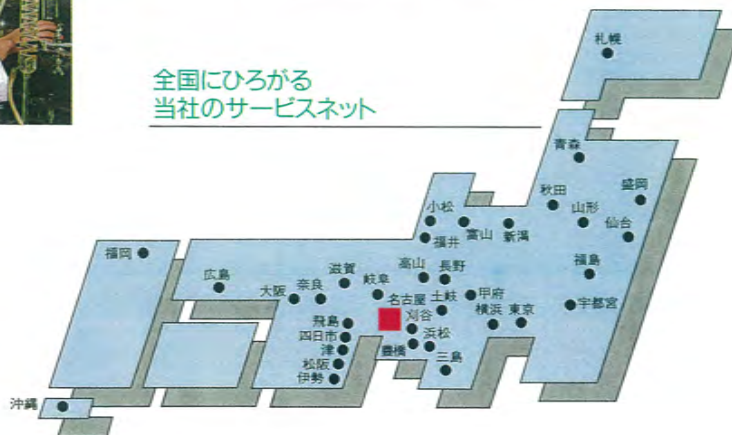 全国にひろがる
当社のサービスネット
札幌
青森
秋田
盛岡
山形
仙台
小松
富山
新潟
福井
福島
福岡
広島
滋賀
高山
長野
大阪
奈良
岐阜
甲府
名古屋
土岐
横浜
東京
宇都宮
飛島
刈谷
四日市
浜松
津
豊橋
松阪
三島
伊勢
沖縄